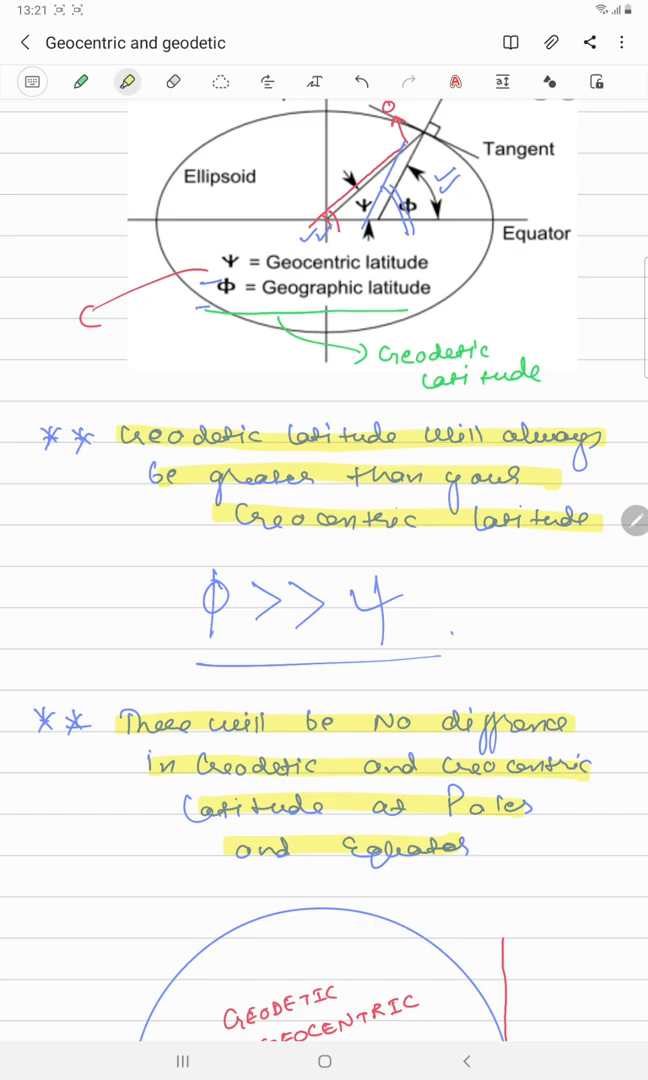 13:21
Geocentric and geodetic
Tangent
Ellipsoid
Ψ Φ
Equator
Ψ = Geocentric latitude
Φ = Geographic latitude
C
Geodetic
latitude
** Geodetic latitude will always
be greater than your
Geocentric latitude
ϕ >> Ψ
** There will be No diffrance
in Geodetic and Geocentric
Latitude at Poles
and Equator
GEODETIC
GEOCENTRIC